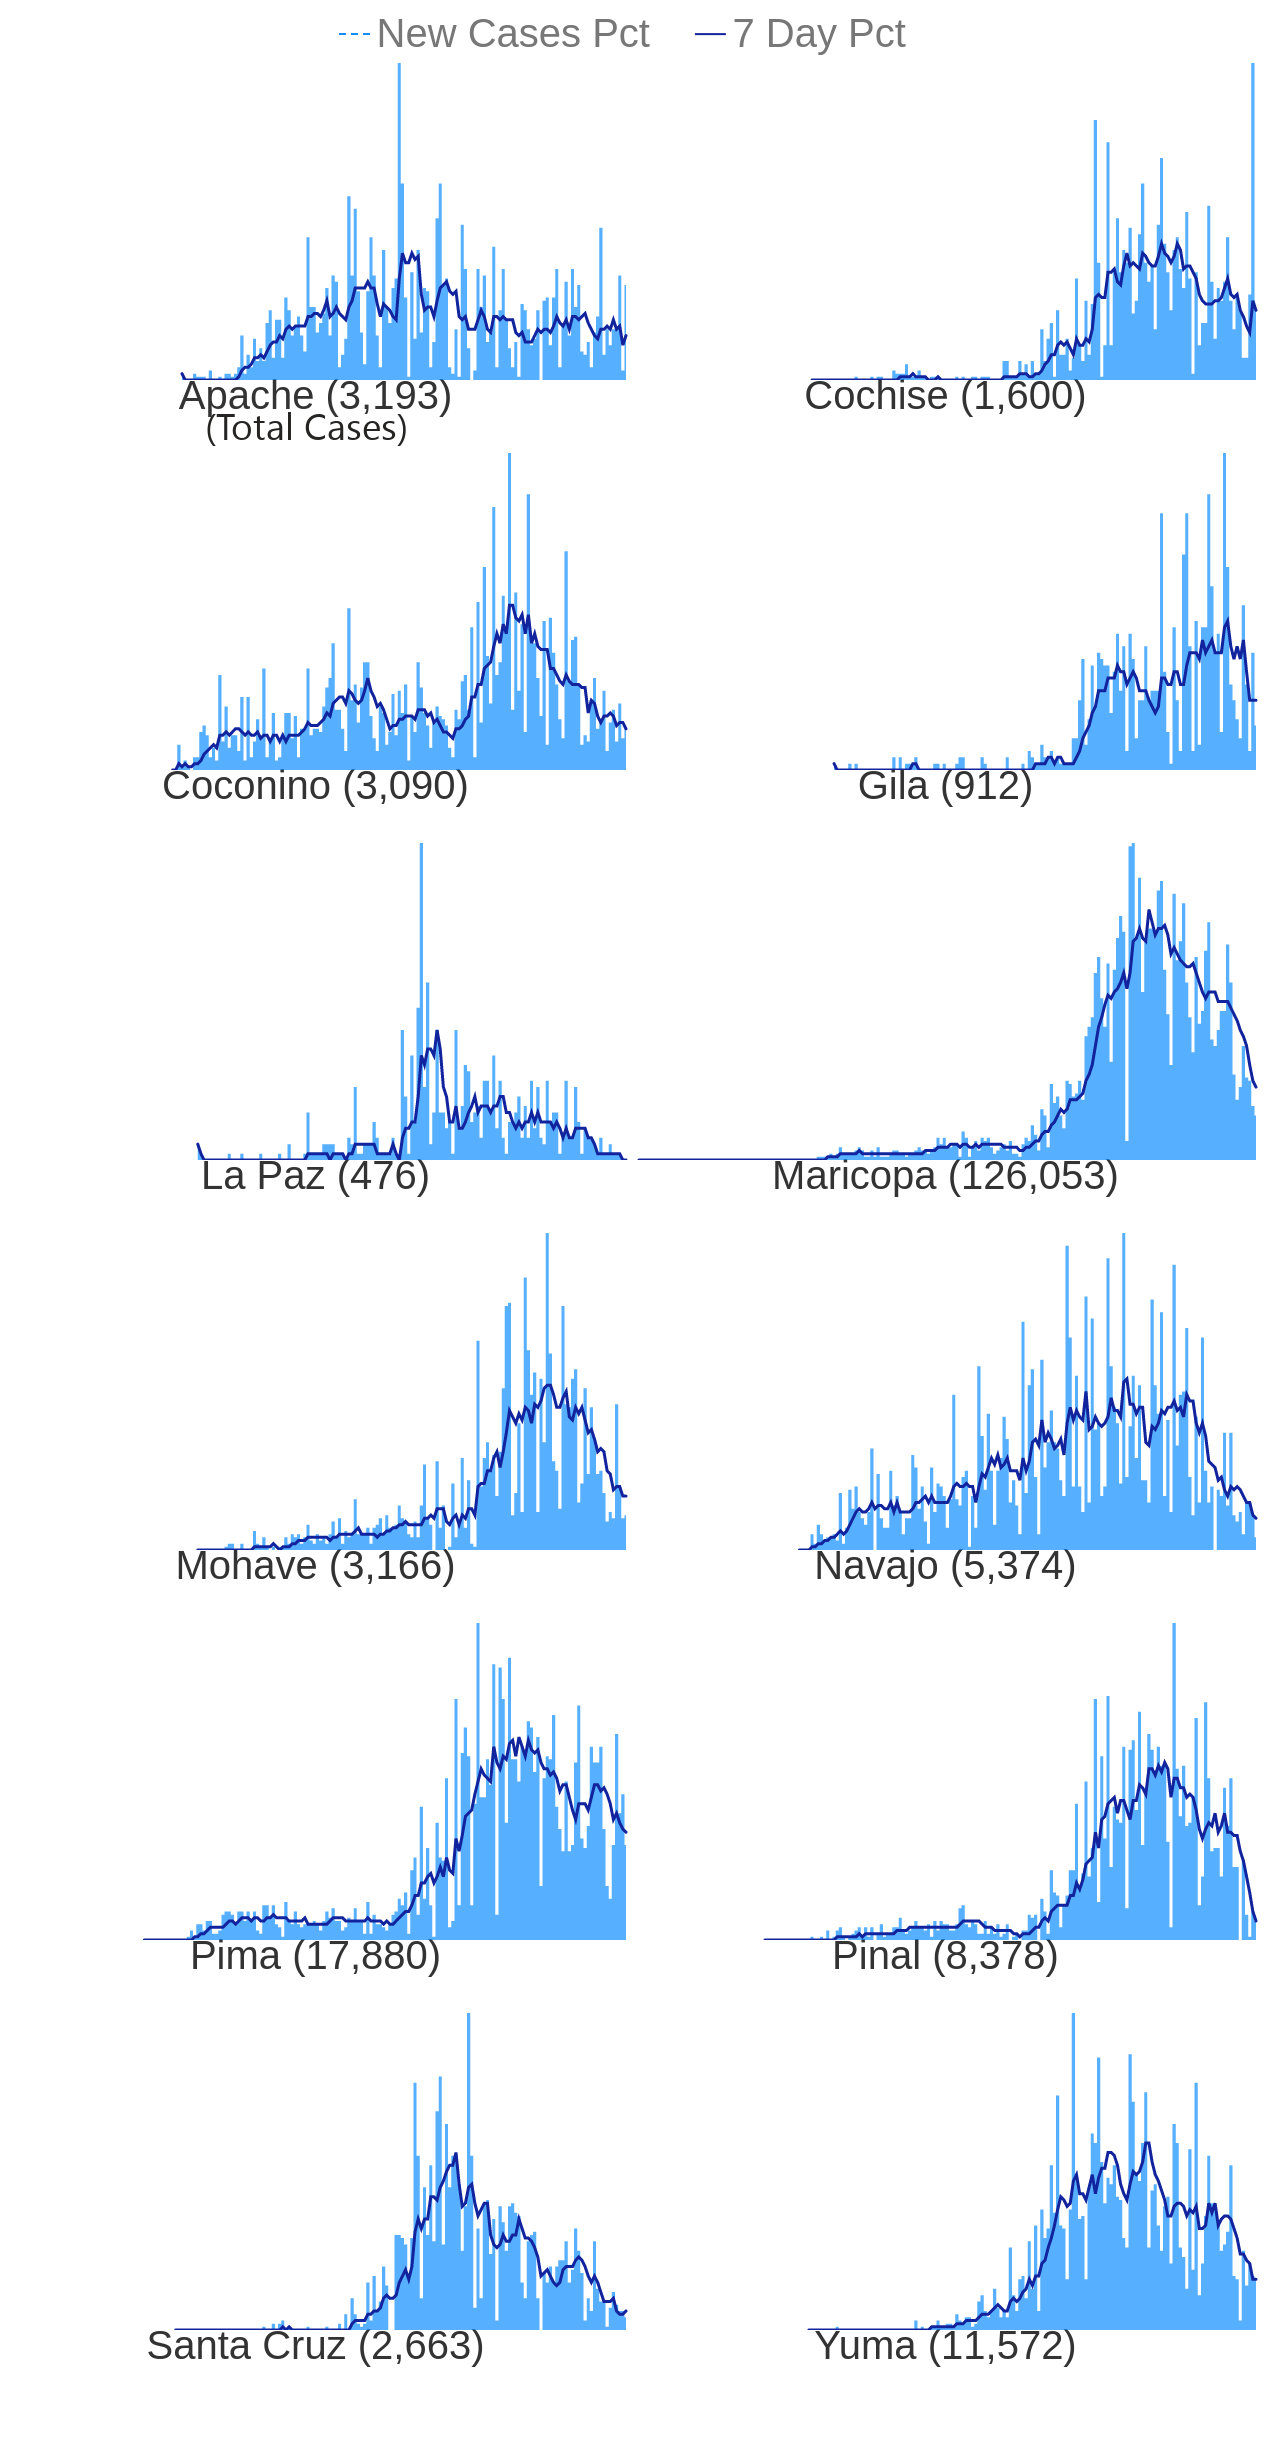 New Cases Pct 7 Day Pct
Apache (3,193) Cochise (1,600)
(Total Cases)
Coconino (3,090) Gila (912)
La Paz (476) Maricopa (126,053)
Mohave (3,166) Navajo (5,374)
Pima (17,880) Pinal (8,378)
Santa Cruz (2,663) Yuma (11,572)